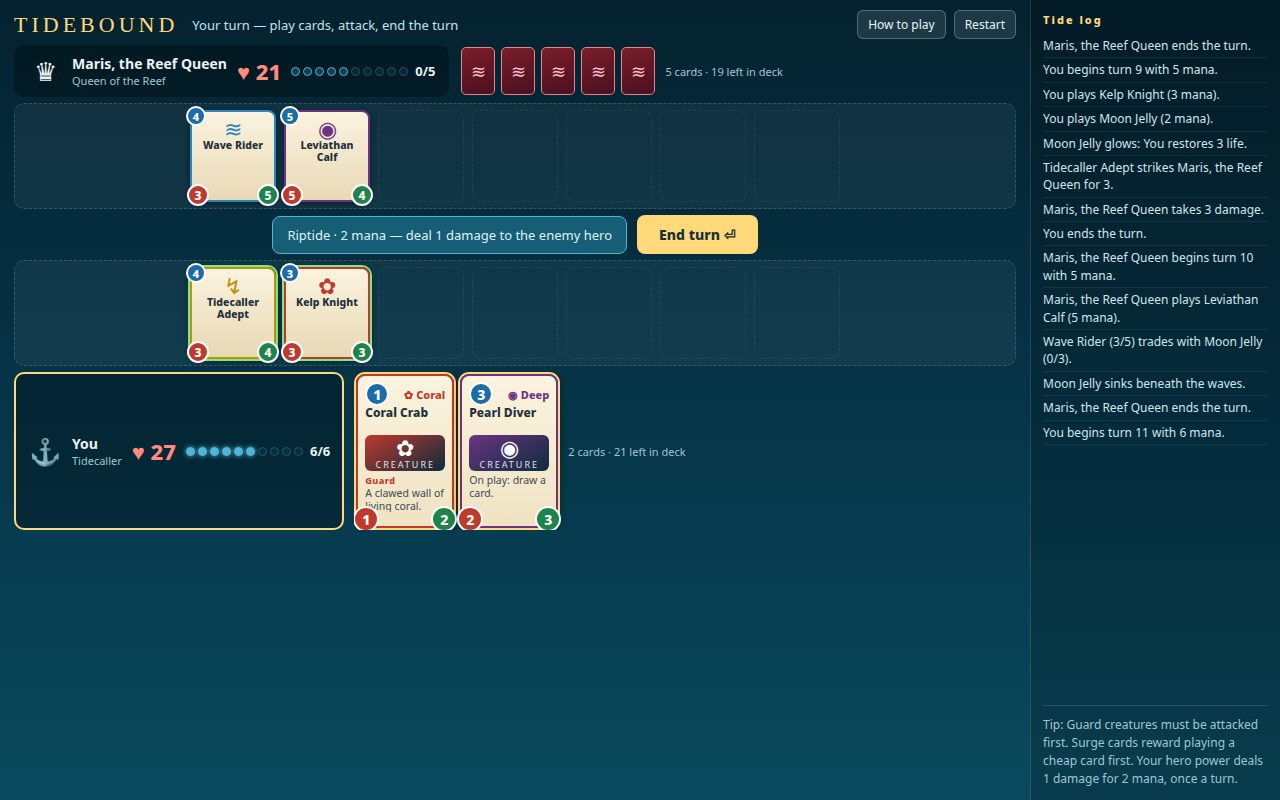 TIDEBOUND
Your turn — play cards, attack, end the turn
How to play
Restart
Maris, the Reef Queen
Queen of the Reef
♥ 21
0/5
5 cards · 19 left in deck
4
Wave Rider
3
5
5
Leviathan
Calf
5
4
Riptide · 2 mana — deal 1 damage to the enemy hero
End turn ⏎
4
Tidecaller
Adept
3
4
3
Kelp Knight
3
3
You
Tidecaller
♥ 27
6/6
1
✿ Coral
Coral Crab
CREATURE
Guard
A clawed wall of
living coral.
1
2
3
◉ Deep
Pearl Diver
CREATURE
On play: draw a
card.
2
3
2 cards · 21 left in deck
Tide log
Maris, the Reef Queen ends the turn.
You begins turn 9 with 5 mana.
You plays Kelp Knight (3 mana).
You plays Moon Jelly (2 mana).
Moon Jelly glows: You restores 3 life.
Tidecaller Adept strikes Maris, the Reef
Queen for 3.
Maris, the Reef Queen takes 3 damage.
You ends the turn.
Maris, the Reef Queen begins turn 10
with 5 mana.
Maris, the Reef Queen plays Leviathan
Calf (5 mana).
Wave Rider (3/5) trades with Moon Jelly
(0/3).
Moon Jelly sinks beneath the waves.
Maris, the Reef Queen ends the turn.
You begins turn 11 with 6 mana.
Tip: Guard creatures must be attacked
first. Surge cards reward playing a
cheap card first. Your hero power deals
1 damage for 2 mana, once a turn.